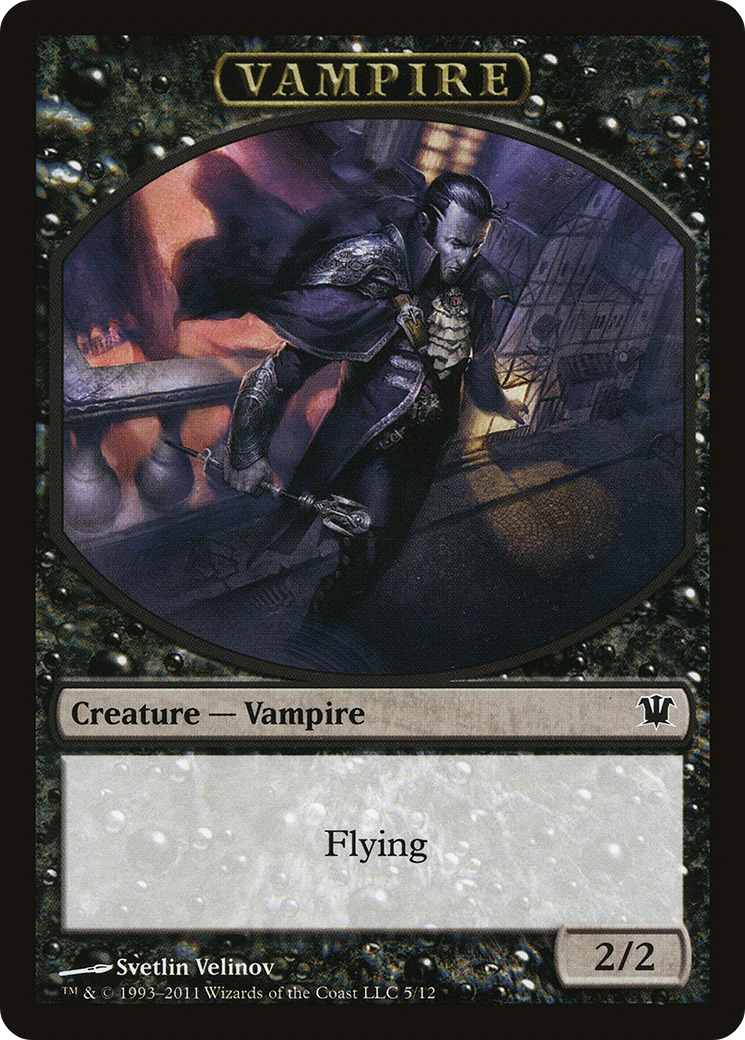 VAMPIRE
Creature — Vampire
Flying
2/2
Svetlin Velinov
™ & © 1993–2011 Wizards of the Coast LLC 5/12